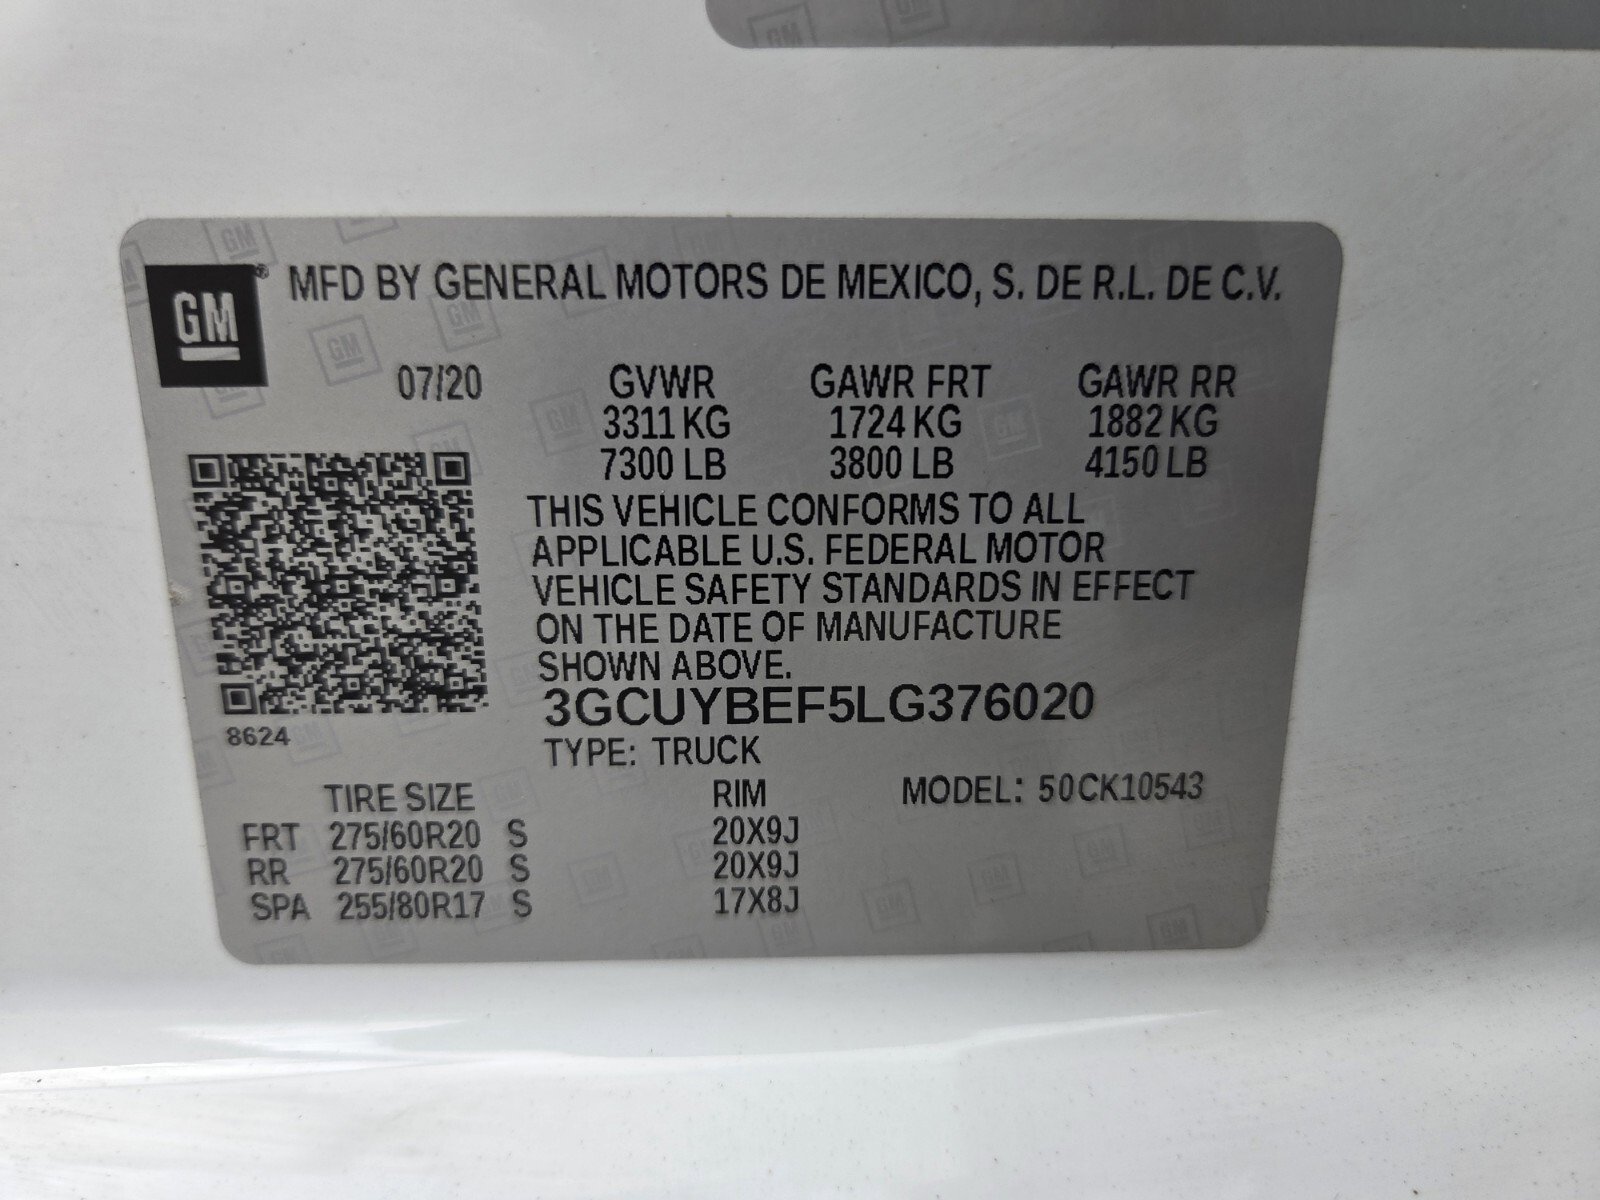 GM® MFD BY GENERAL MOTORS DE MEXICO, S. DE R.L. DE C.V.
07/20 GVWR GAWR FRT GAWR RR
3311 KG 1724 KG 1882 KG
7300 LB 3800 LB 4150 LB
THIS VEHICLE CONFORMS TO ALL
APPLICABLE U.S. FEDERAL MOTOR
VEHICLE SAFETY STANDARDS IN EFFECT
ON THE DATE OF MANUFACTURE
SHOWN ABOVE.
3GCUYBEF5LG376020
8624
TYPE: TRUCK
TIRE SIZE RIM MODEL: 50CK10543
FRT 275/60R20 S 20X9J
RR 275/60R20 S 20X9J
SPA 255/80R17 S 17X8J